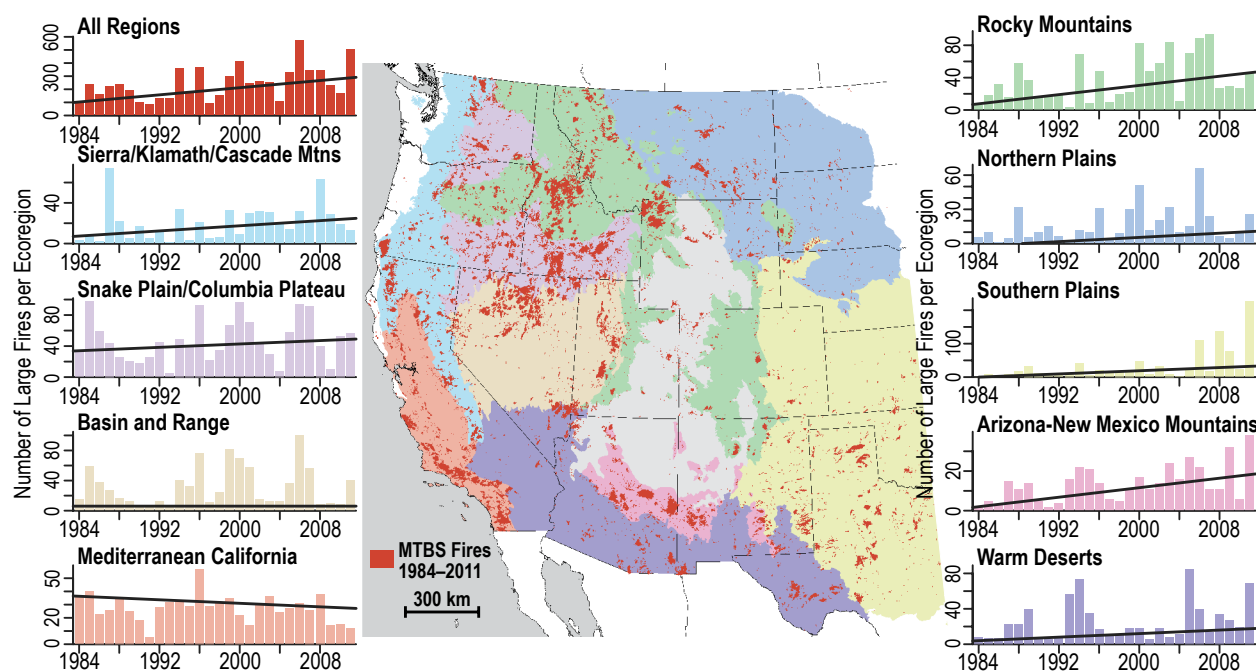 All Regions
600
300
0
1984 1992 2000 2008
Sierra/Klamath/Cascade Mtns
40
0
1984 1992 2000 2008
Snake Plain/Columbia Plateau
80
40
0
1984 1992 2000 2008
Basin and Range
80
40
0
1984 1992 2000 2008
Mediterranean California
50
20
0
1984 1992 2000 2008
Number of Large Fires per Ecoregion
MTBS Fires
1984–2011
300 km
Number of Large Fires per Ecoregion
Rocky Mountains
80
40
0
1984 1992 2000 2008
Northern Plains
60
30
0
1984 1992 2000 2008
Southern Plains
100
0
1984 1992 2000 2008
Arizona-New Mexico Mountains
20
0
1984 1992 2000 2008
Warm Deserts
80
40
0
1984 1992 2000 2008